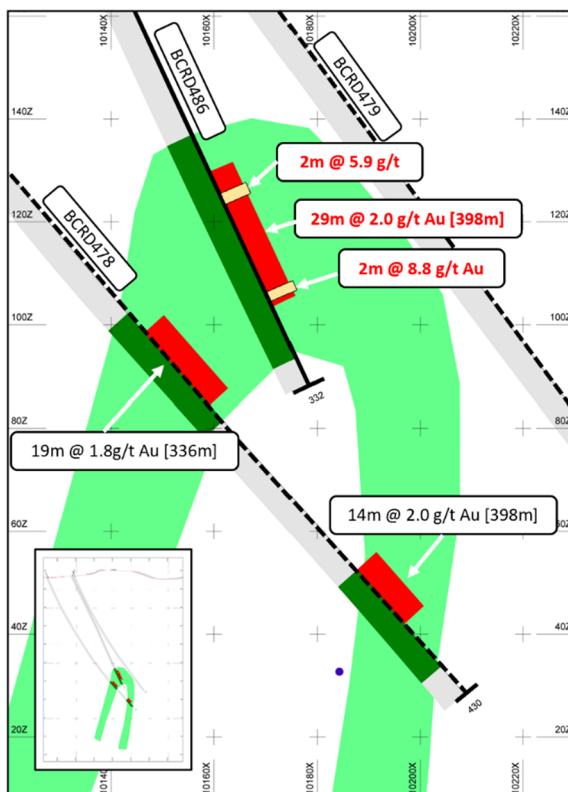 10140X
10160X
10180X
10200X
10220X
140Z
140Z
BCRD486
BCRD479
2m @ 5.9 g/t
BCRD478
120Z
120Z
29m @ 2.0 g/t Au [398m]
2m @ 8.8 g/t Au
100Z
100Z
332
80Z
80Z
19m @ 1.8g/t Au [336m]
14m @ 2.0 g/t Au [398m]
60Z
60Z
40Z
40Z
430
20Z
20Z
10140X
10160X
10180X
10200X
10220X